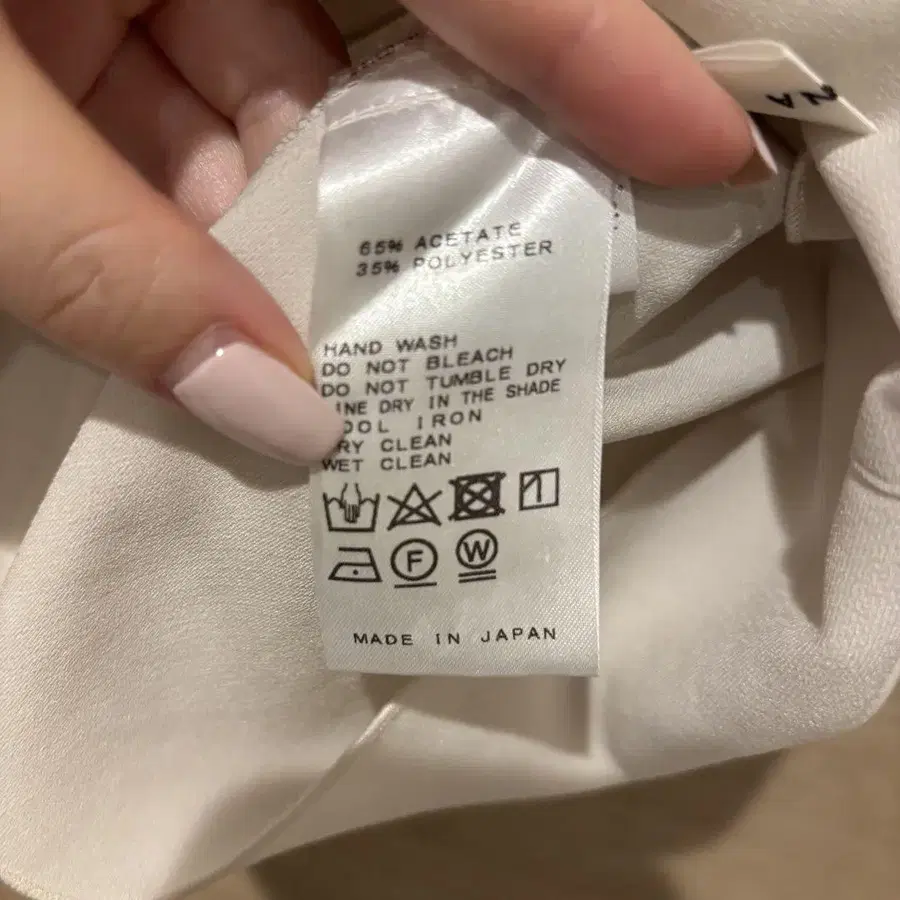 65% ACETATE
35% POLYESTER
HAND WASH
DO NOT BLEACH
DO NOT TUMBLE DRY
INE DRY IN THE SHADE
OOL IRON
RY CLEAN
WET CLEAN
F
W
MADE IN JAPAN